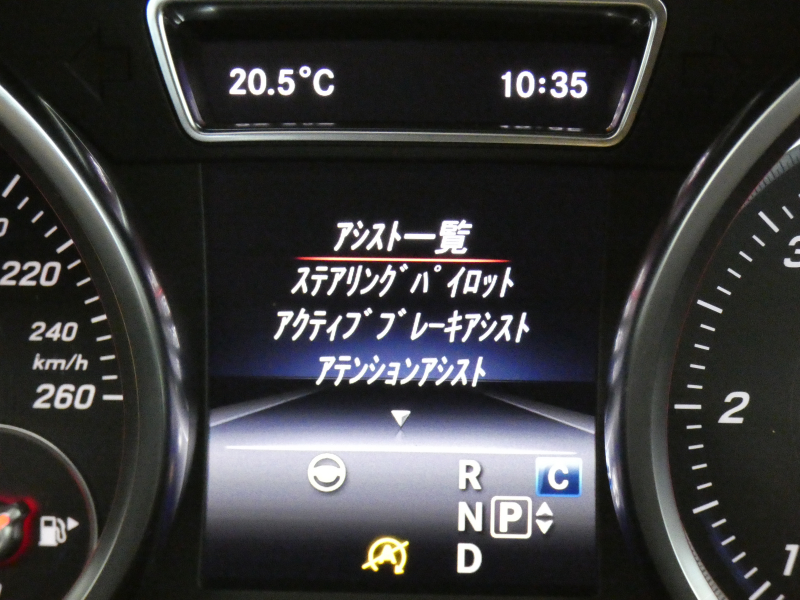 20.5°C 10:35
アシスト一覧
ステアリングパイロット
アクティブブレーキアシスト
アテンションアシスト
220
240
km/h
260
3
2
1
R C
N P
D
A